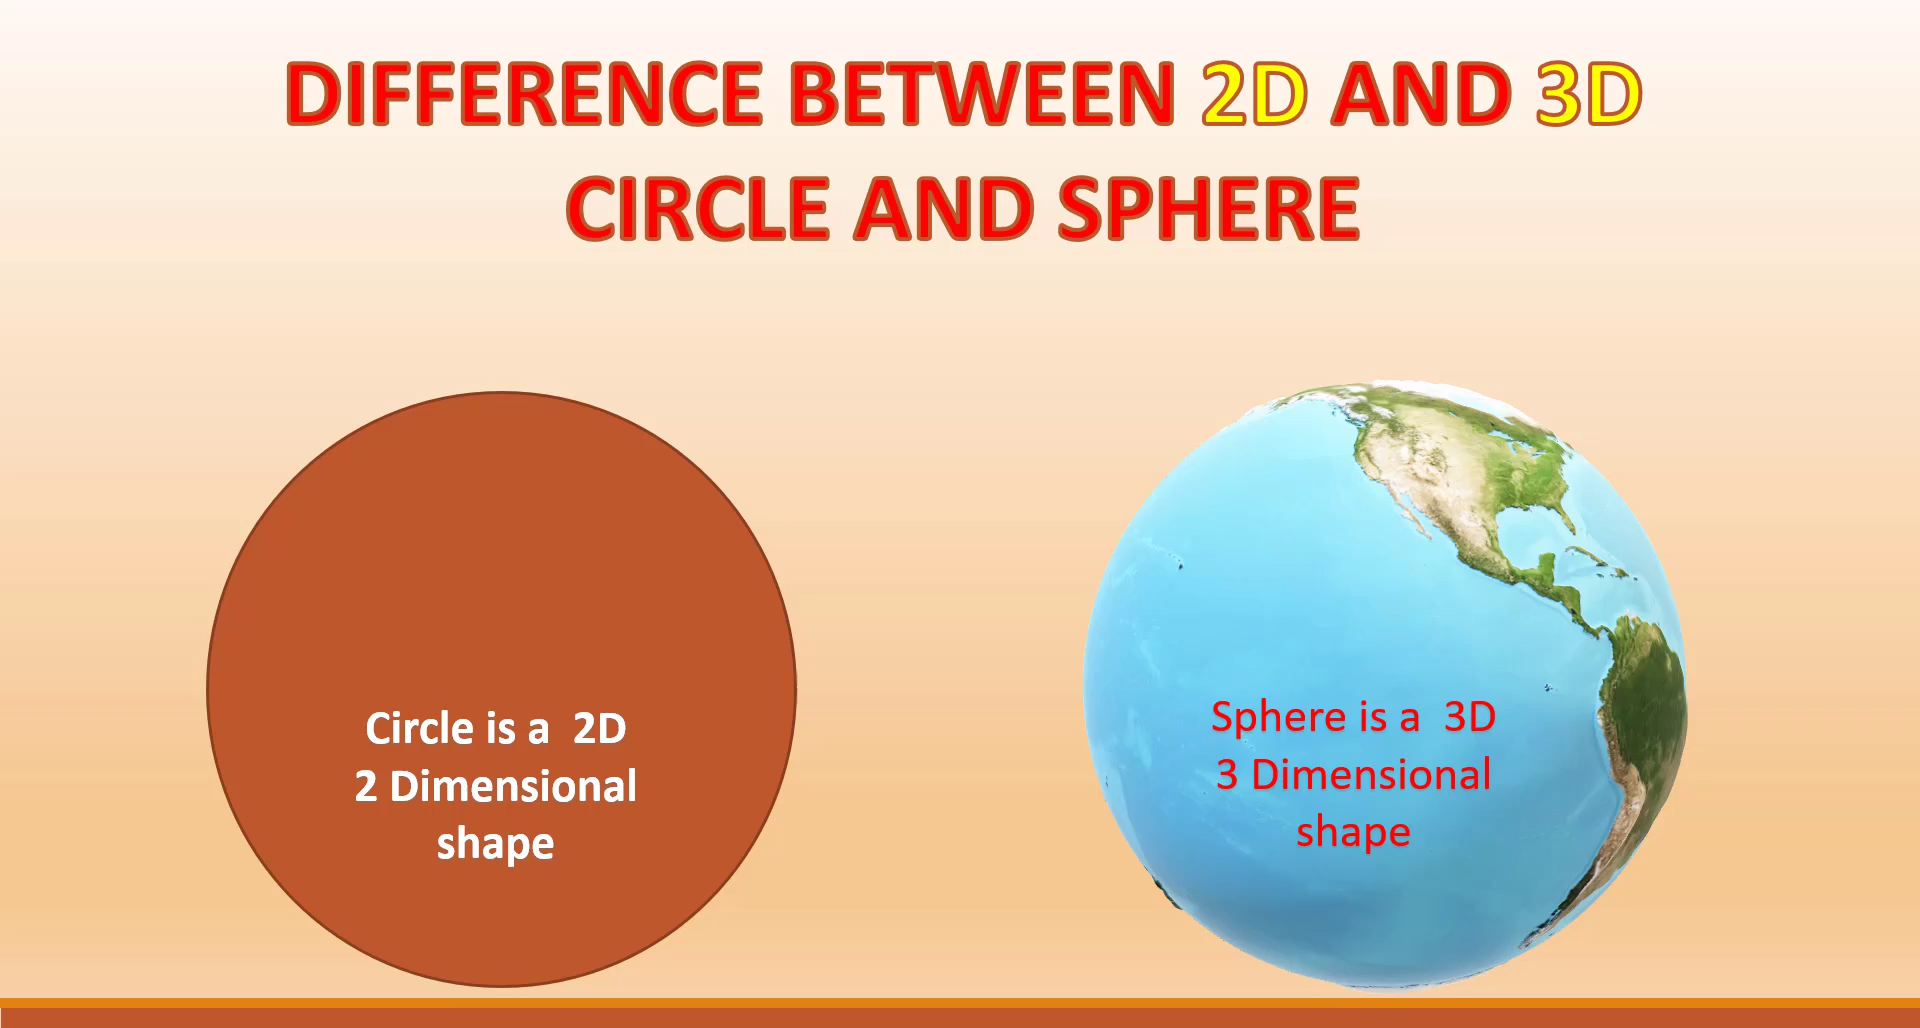 DIFFERENCE BETWEEN 2D AND 3D
CIRCLE AND SPHERE
Circle is a  2D
2 Dimensional
shape
Sphere is a  3D
3 Dimensional
shape